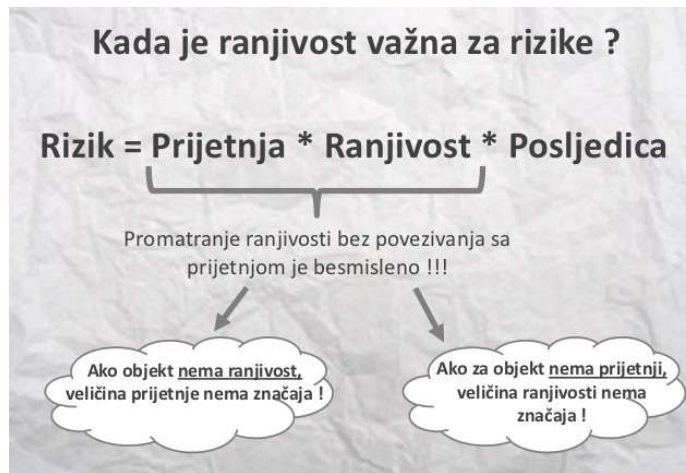 Kada je ranjivost važna za rizike ?
Rizik = Prijetnja * Ranjivost * Posljedica
Promatranje ranjivosti bez povezivanja sa
prijetnjom je besmisleno !!!
Ako objekt nema ranjivost,
veličina prijetnje nema značaja !
Ako za objekt nema prijetnji,
veličina ranjivosti nema
značaja !